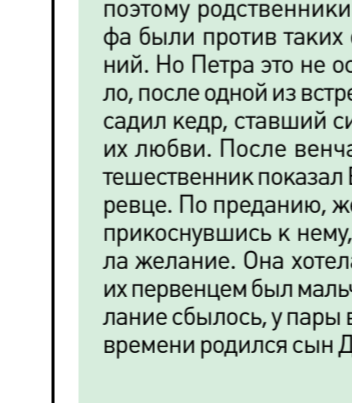 поэтому родственники
фа были против таких
ний. Но Петра это не ос
ло, после одной из встре
садил кедр, ставший си
их любви. После венча
тешественник показал
ревце. По преданию, же
прикоснувшись к нему,
ла желание. Она хотела
их первенцем был мальч
лание сбылось, у пары в
времени родился сын Д